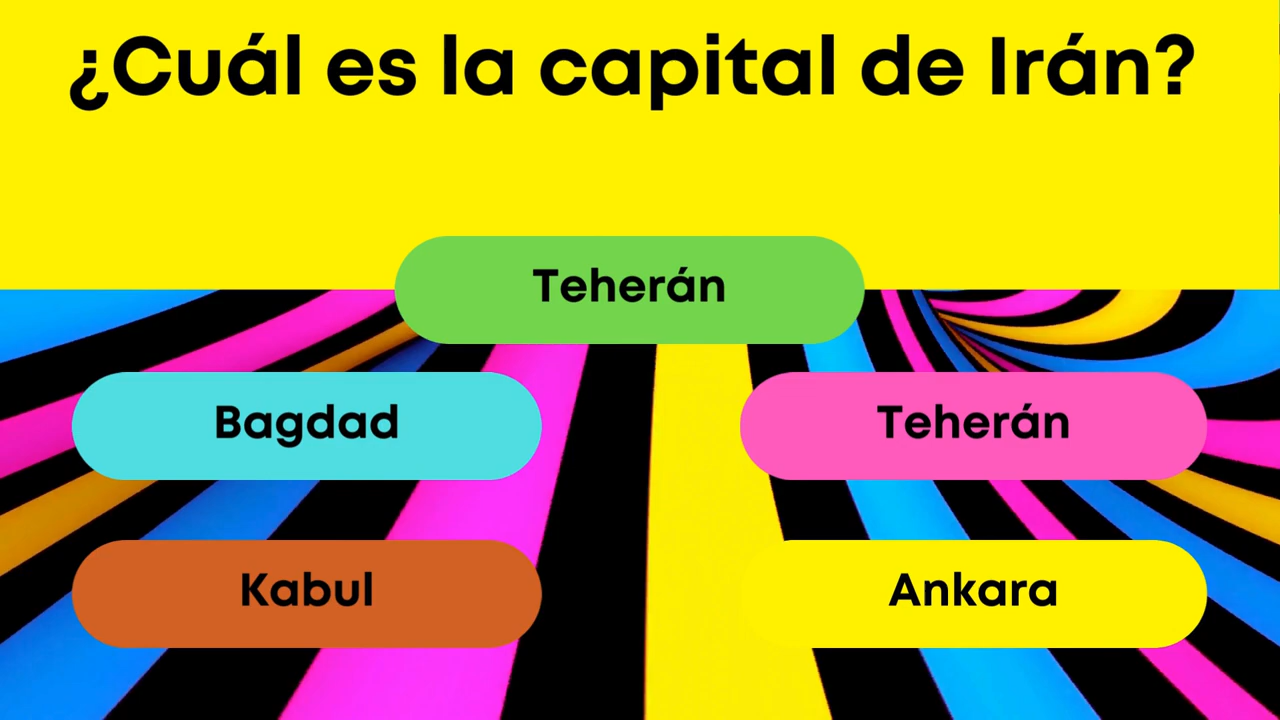 ¿Cuál es la capital de Irán?
Teherán
Bagdad
Teherán
Kabul
Ankara